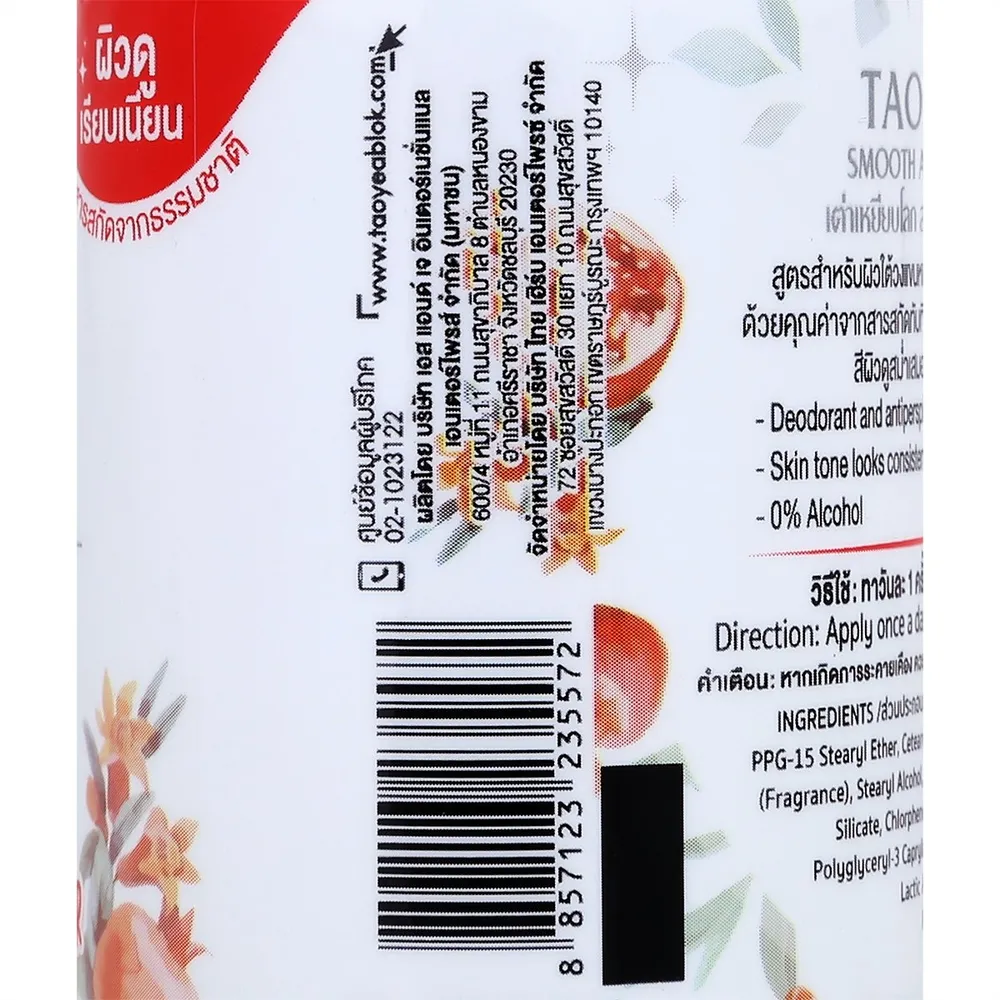 ผิวดู
เรียบเนียน
สารสกัดจากธรรมชาติ
www.taoyeablok.com
ศูนย์ข้อมูลผู้บริโภค
02-1023122
ผลิตโดย บริษัท เอส แอนด์ เจ อินเตอร์เนชั่นแนล
เอนเตอร์ไพรส์ จำกัด (มหาชน)
600/4 หมู่ที่ 11 ถนนสุขาภิบาล 8 ตำบลหนองขาม
อำเภอศรีราชา จังหวัดชลบุรี 20230
จัดจำหน่ายโดย บริษัท ไทย เฮิร์บ เอนเตอร์ไพรซ์ จำกัด
72 ซอยสุขสวัสดิ์ 30 แยก 10 ถนนสุขสวัสดิ์
แขวงบางปะกอก เขตราษฎร์บูรณะ กรุงเทพฯ 10140
8 857123 235572
TAO
SMOOTH A
เต่าเหยียบโลก ส
สูตรสำหรับผิวใต้วงแขน
ด้วยคุณค่าจากสารสกัดทับทิ
สีผิวดูสม่ำเสมอ
- Deodorant and antipersp
- Skin tone looks consisten
- 0% Alcohol
วิธีใช้ : ทาวันละ 1 ครั้
Direction: Apply once a da
คำเตือน: หากเกิดการระคายเคือง ควร
INGREDIENTS /ส่วนประกอบ
PPG-15 Stearyl Ether, Cetear
(Fragrance), Stearyl Alcohol,
Silicate, Chlorphene
Polyglyceryl-3 Capryl
Lactic